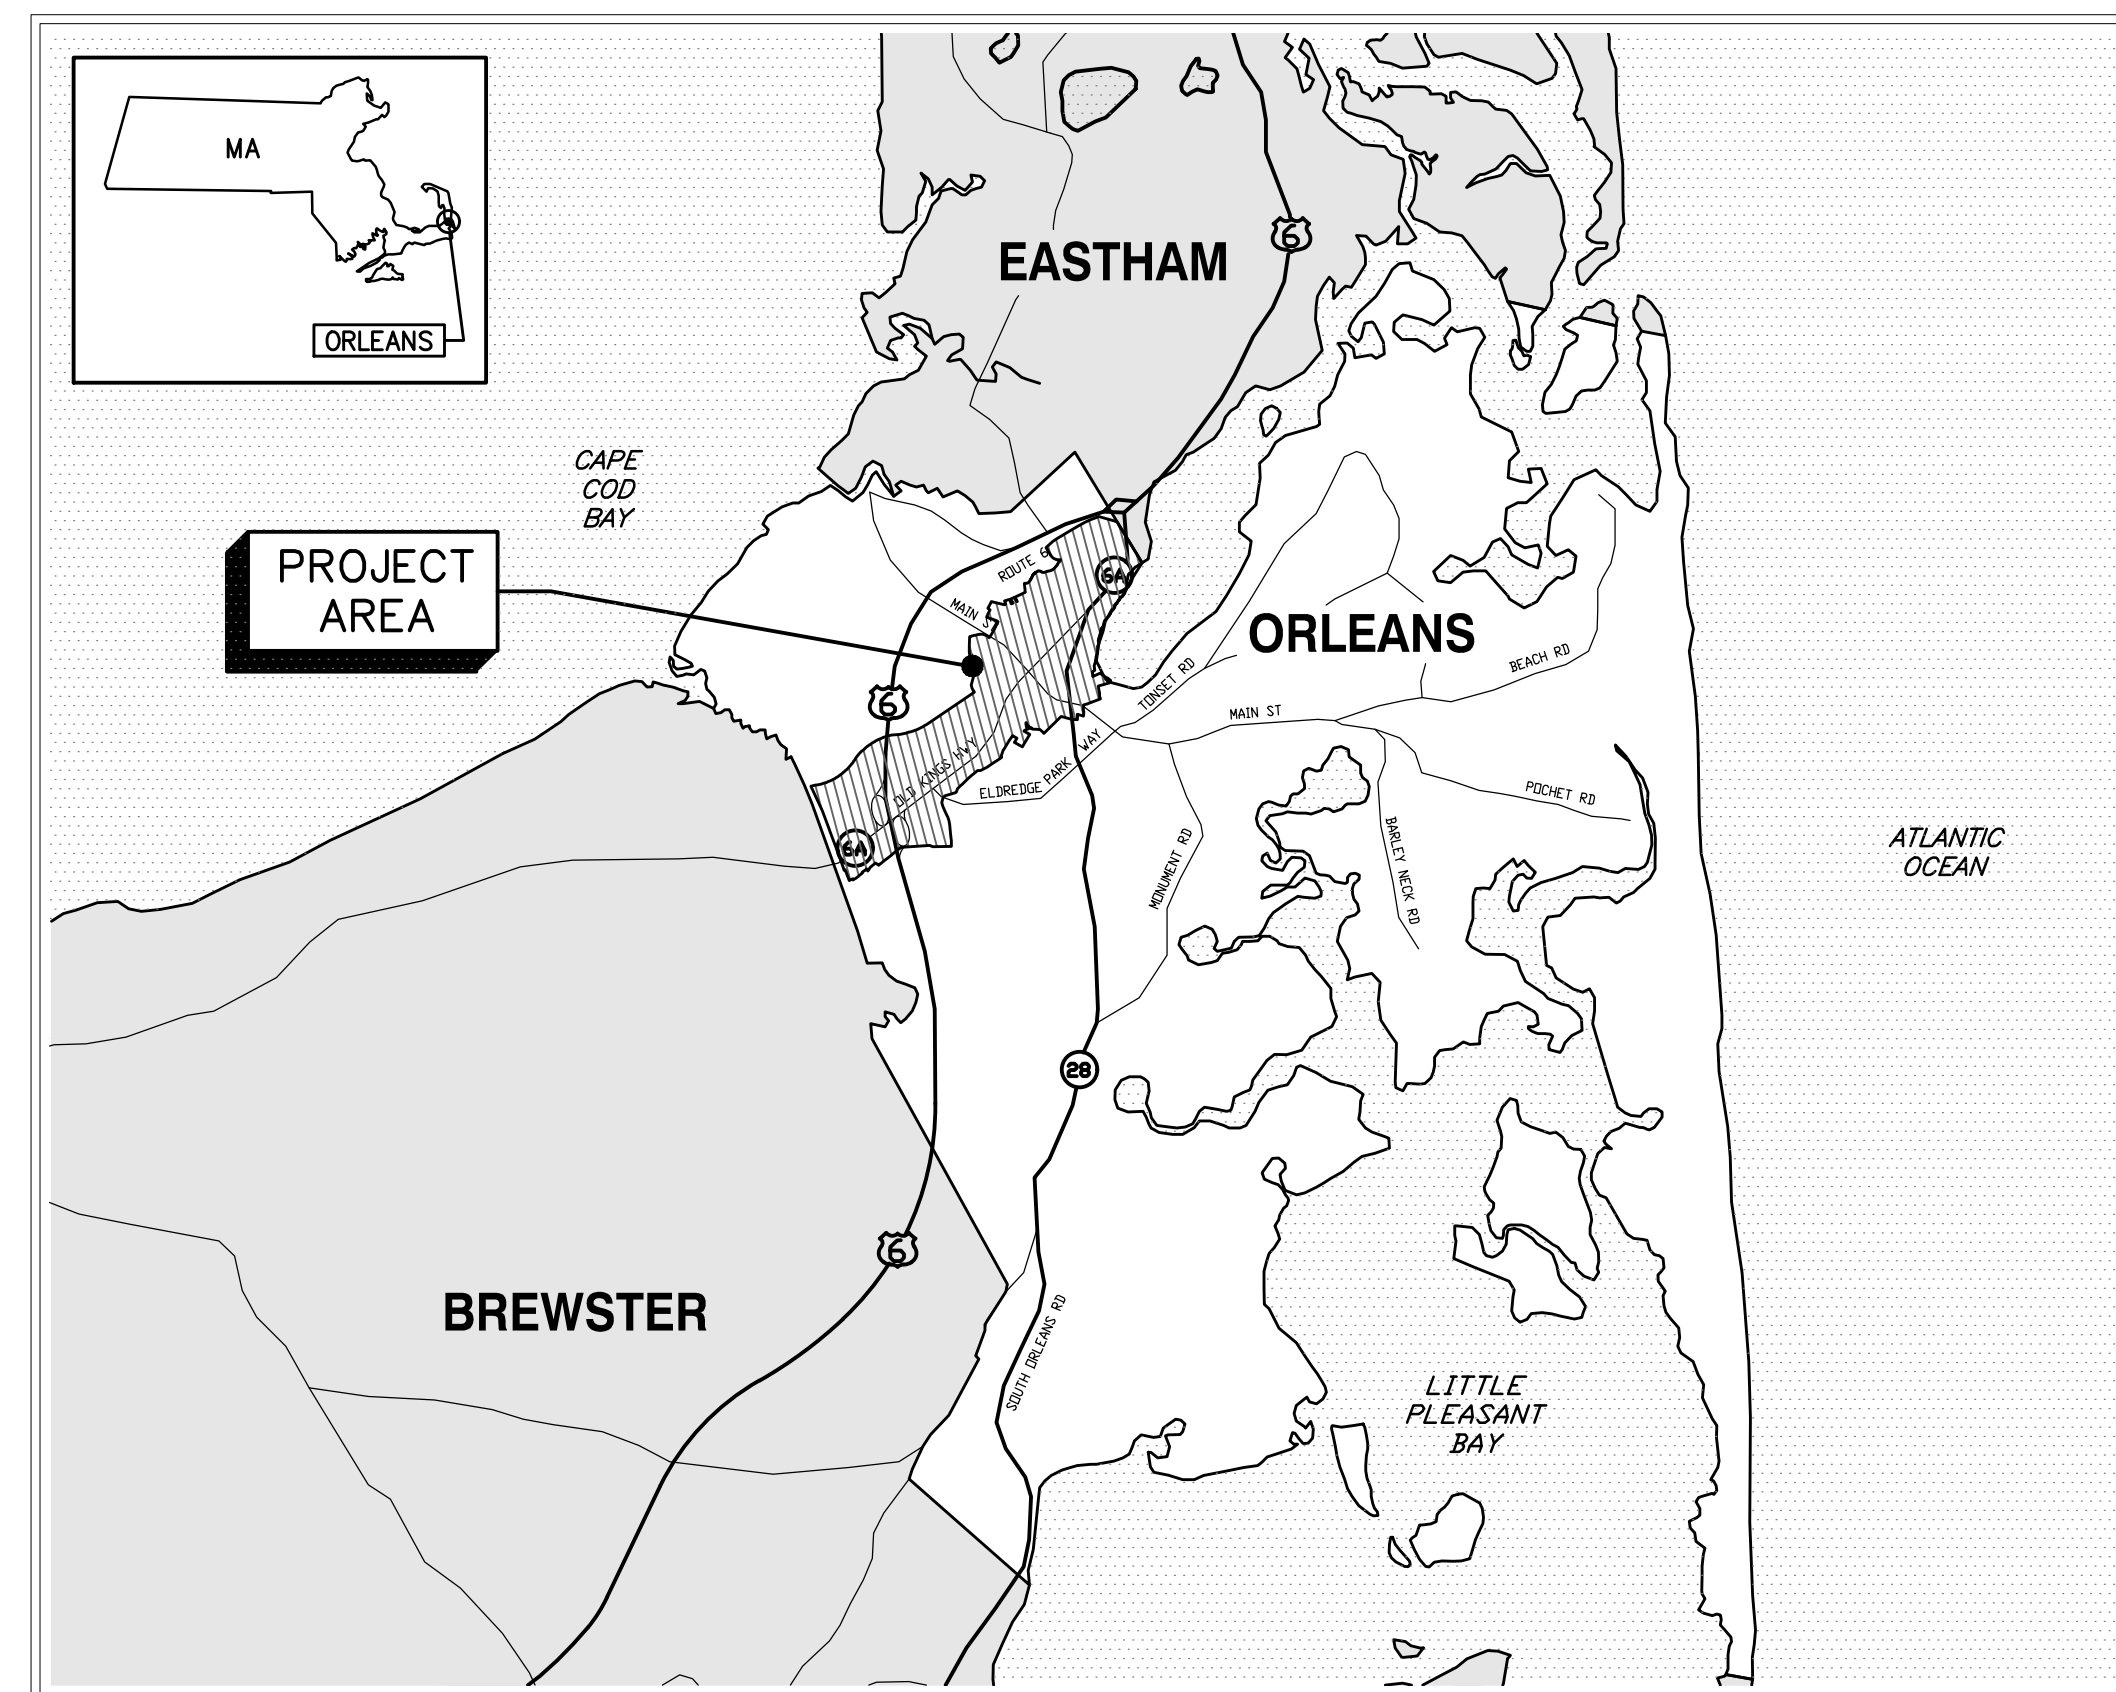 MA
ORLEANS
EASTHAM
6
CAPE
COD
BAY
PROJECT
AREA
ROUTE 6
6A
MAIN S
ORLEANS
BEACH RD
TONSET RD
6
MAIN ST
OLD KINGS HWY
ELDREDGE PARK WAY
POCHET RD
6A
BARLEY NECK RD
MONUMENT RD
ATLANTIC
OCEAN
28
6
BREWSTER
SOUTH ORLEANS RD
LITTLE
PLEASANT
BAY